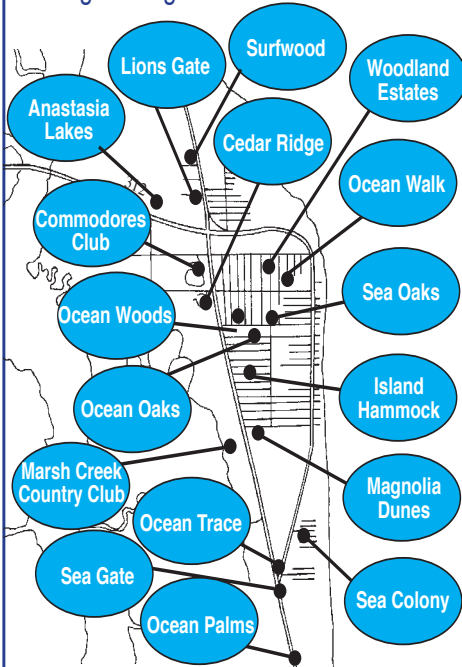 Surfwood
Lions Gate
Woodland
Estates
Anastasia
Lakes
Cedar Ridge
Ocean Walk
Commodores
Club
Sea Oaks
Ocean Woods
Island
Hammock
Ocean Oaks
Marsh Creek
Country Club
Magnolia
Dunes
Ocean Trace
Sea Gate
Sea Colony
Ocean Palms